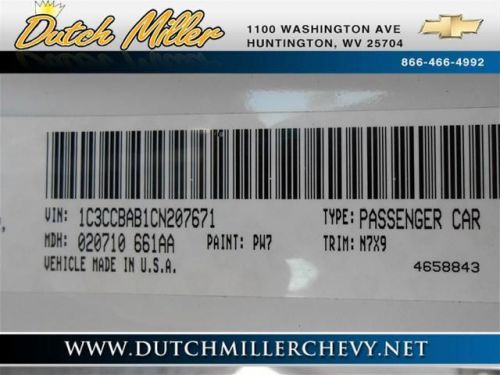 Dutch Miller
1100 WASHINGTON AVE
HUNTINGTON, WV 25704
866-466-4992
VIN: 1C3CCBAB1CN207671
TYPE: PASSENGER CAR
MDH: 020710 661AA
PAINT: PW7
TRIM: N7X9
VEHICLE MADE IN U.S.A.
4658843
WWW.DUTCHMILLERCHEVY.NET